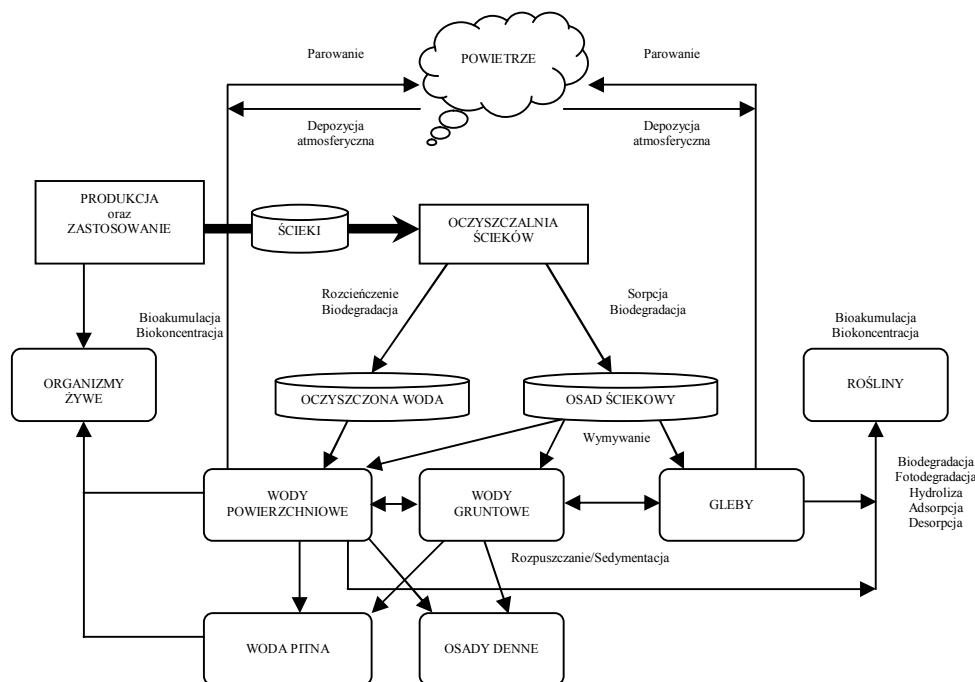 Parowanie
POWIETRZE
Parowanie
Depozycja
atmosferyczna
Depozycja
atmosferyczna
PRODUKCJA
oraz
ZASTOSOWANIE
ŚCIEKI
OCZYSZCZALNIA
ŚCIEKÓW
Rozcieńczenie
Biodegradacja
Sorpcja
Biodegradacja
Bioakumulacja
Biokoncentracja
Bioakumulacja
Biokoncentracja
ORGANIZMY
ŻYWE
OCZYSZCZONA WODA
OSAD ŚCIEKOWY
ROŚLINY
Wymywanie
WODY
POWIERZCHNIOWE
WODY
GRUNTOWE
GLEBY
Biodegradacja
Fotodegradacja
Hydroliza
Adsorpcja
Desorpcja
Rozpuszczanie/Sedymentacja
WODA PITNA
OSADY DENNE